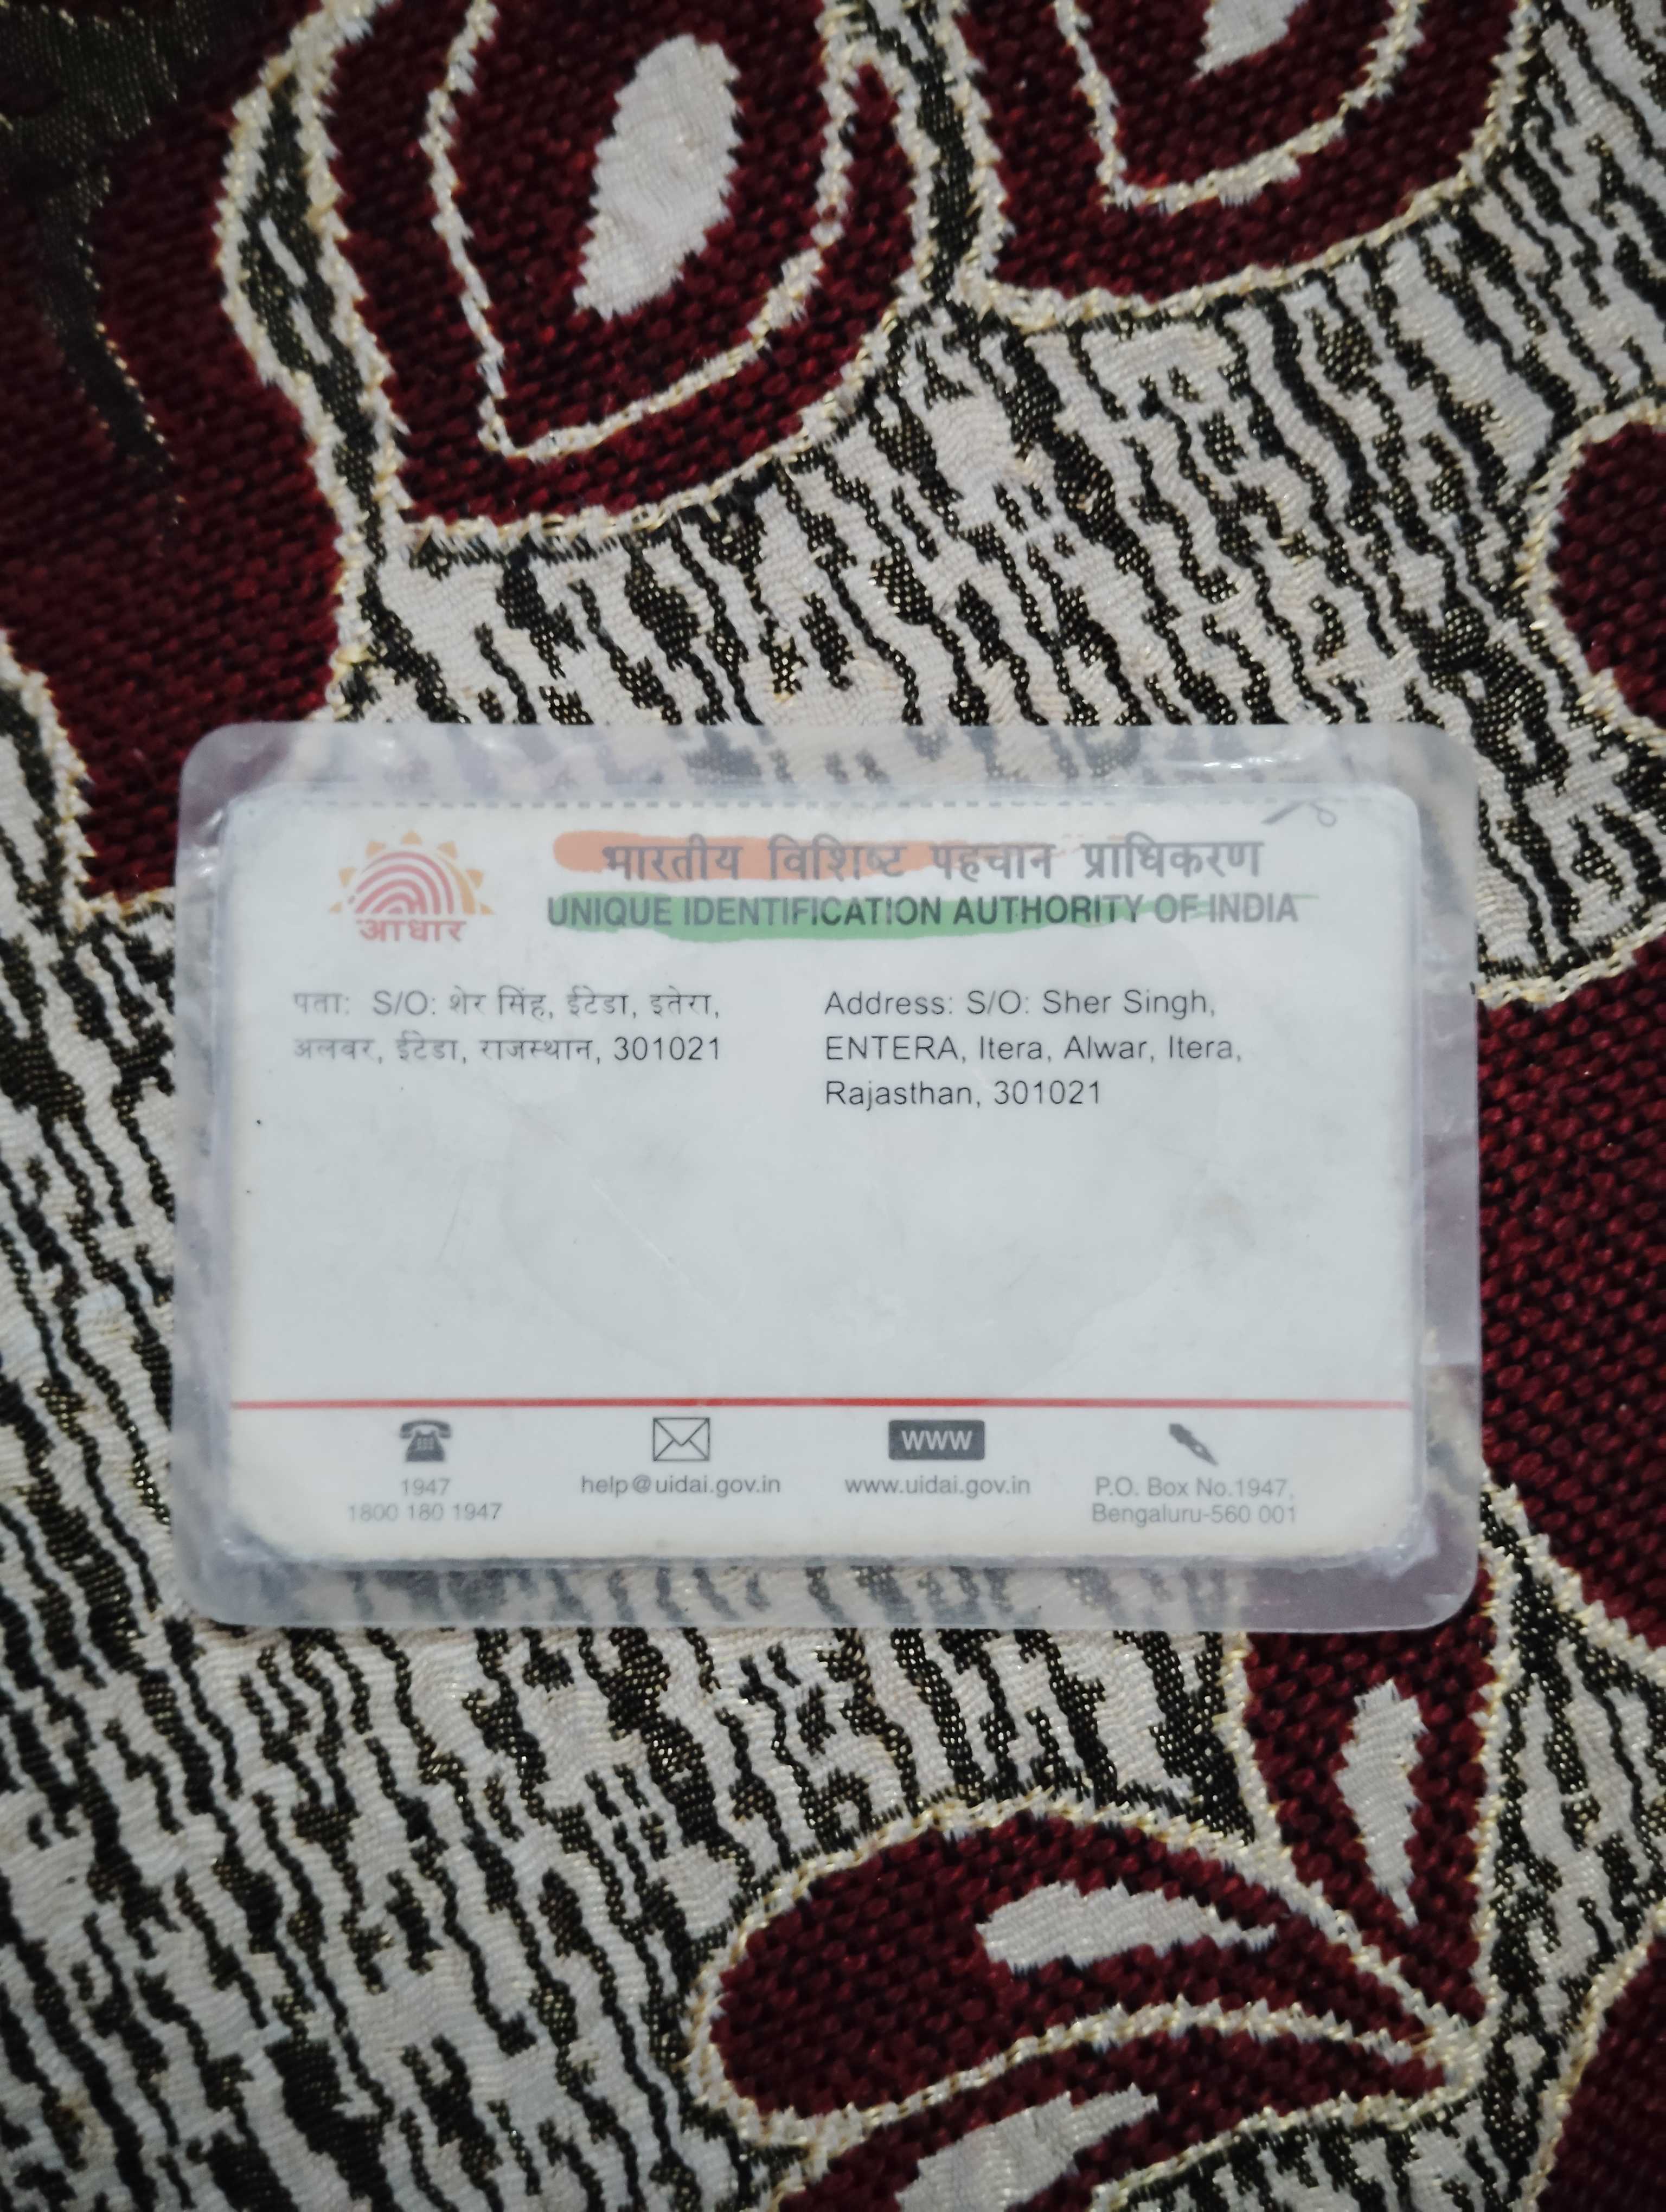 आधार
भारतीय विशिष्ट पहचान प्राधिकरण
UNIQUE IDENTIFICATION AUTHORITY OF INDIA
पता: S/O: शेर सिंह, ईटेडा, इतेरा,
अलवर, ईटेडा, राजस्थान, 301021
Address: S/O: Sher Singh,
ENTERA, Itera, Alwar, Itera,
Rajasthan, 301021
1947
1800 180 1947
help@uidai.gov.in
WWW
www.uidai.gov.in
P.O. Box No.1947,
Bengaluru-560 001